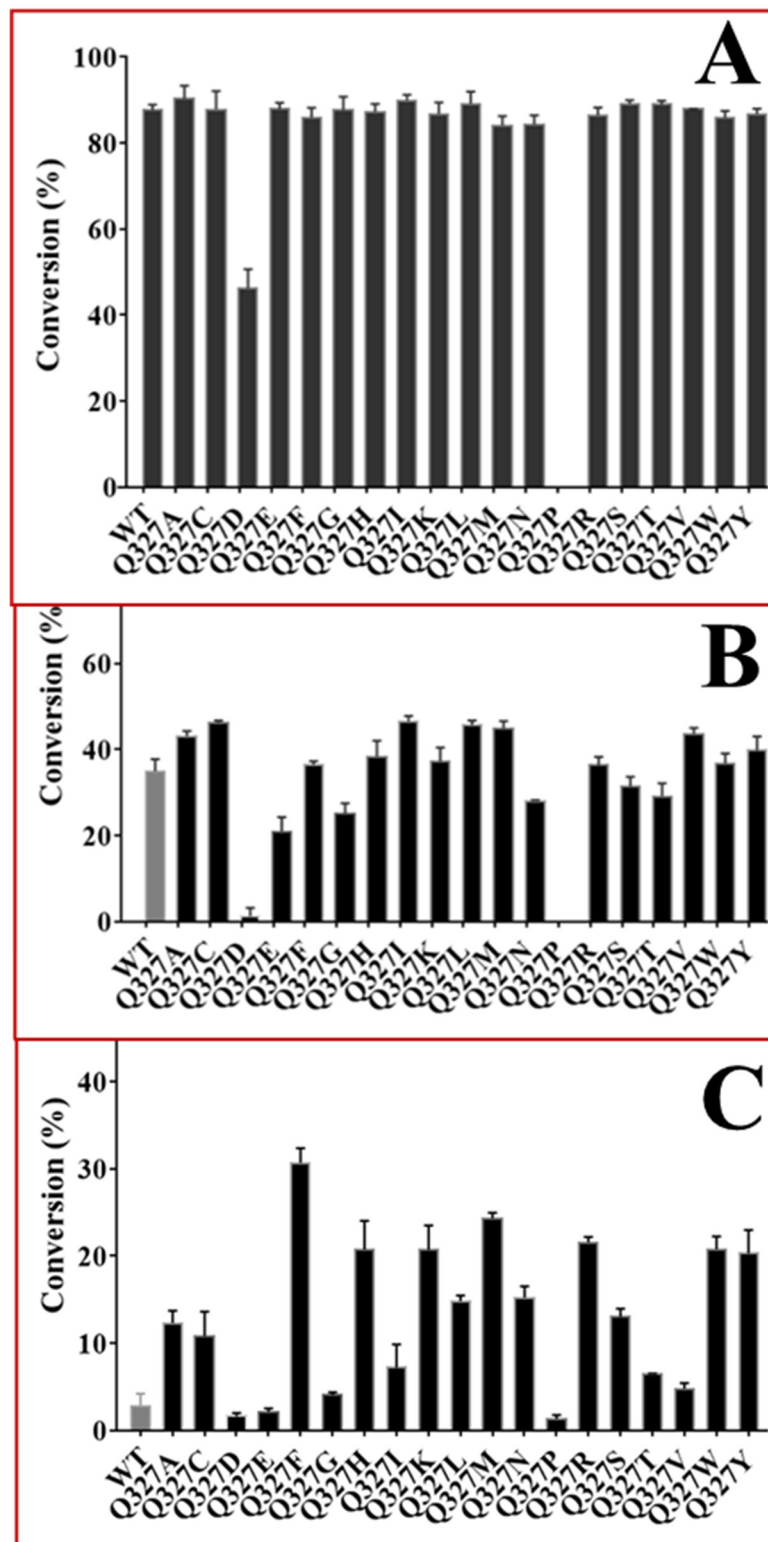 A
Conversion (%)
100
80
60
40
20
0
WT
Q327A
Q327C
Q327D
Q327E
Q327F
Q327G
Q327H
Q327I
Q327K
Q327L
Q327M
Q327N
Q327P
Q327R
Q327S
Q327T
Q327V
Q327W
Q327Y
B
Conversion (%
60
40
20
0
WT
Q327A
Q327C
Q327D
Q327E
Q327F
Q327G
Q327H
Q327I
Q327K
Q327L
Q327M
Q327N
Q327P
Q327R
Q327S
Q327T
Q327V
Q327W
Q327Y
C
Conversion (%)
40
30
20
10
0
WT
Q327A
Q327C
Q327D
Q327E
Q327F
Q327G
Q327H
Q327I
Q327K
Q327L
Q327M
Q327N
Q327P
Q327R
Q327S
Q327T
Q327V
Q327W
Q327Y